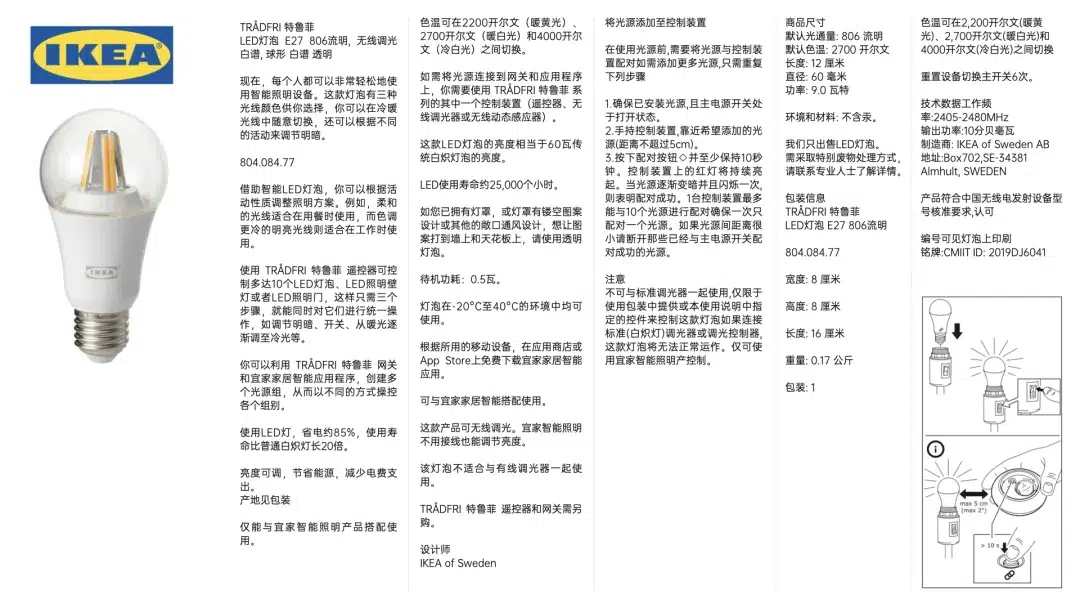 IKEA
IKEA
TRÅDFRI 特鲁菲
LED灯泡 E27 806流明, 无线调光
白谱, 球形 白谱 透明
现在，每个人都可以非常轻松地使
用智能照明设备。这款灯泡有三种
光线颜色供你选择，你可以在冷暖
光线中随意切换，还可以根据不同
的活动来调节明暗。
804.084.77
借助智能LED灯泡，你可以根据活
动性质调整照明方案。例如，柔和
的光线适合在用餐时使用，而色调
更冷的明亮光线则适合在工作时使
用。
使用 TRÅDFRI 特鲁菲 遥控器可控
制多达10个LED灯泡、LED照明壁
灯或者LED照明门，这样只需三个
步骤，就能同时对它们进行统一操
作，如调节明暗、开关、从暖光逐
渐调至冷光等。
你可以利用 TRÅDFRI 特鲁菲 网关
和宜家家居智能应用程序，创建多
个光源组，从而以不同的方式操控
各个组别。
使用LED灯，省电约85%，使用寿
命比普通白炽灯长20倍。
亮度可调，节省能源，减少电费支
出。
产地见包装
仅能与宜家智能照明产品搭配使
用。
色温可在2200开尔文（暖黄光）、
2700开尔文（暖白光）和4000开尔
文（冷白光）之间切换。
如需将光源连接到网关和应用程序
上，你需要使用 TRÅDFRI 特鲁菲 系
列的其中一个控制装置（遥控器、无
线调光器或无线动态感应器）。
这款LED灯泡的亮度相当于60瓦传
统白炽灯泡的亮度。
LED使用寿命约25,000个小时。
如您已拥有灯罩，或灯罩有镂空图案
设计或其他的敞口通风设计，想让图
案打到墙上和天花板上，请使用透明
灯泡。
待机功耗：0.5瓦。
灯泡在-20°C至40°C的环境中均可
使用。
根据所用的移动设备，在应用商店或
App Store上免费下载宜家家居智能
应用。
可与宜家家居智能搭配使用。
这款产品可无线调光。宜家智能照明
不用接线也能调节亮度。
该灯泡不适合与有线调光器一起使
用。
TRÅDFRI 特鲁菲 遥控器和网关需另
购。
设计师
IKEA of Sweden
将光源添加至控制装置
在使用光源前,需要将光源与控制装
置配对如需添加更多光源,只需重复
下列步骤
1.确保已安装光源,且主电源开关处
于打开状态。
2.手持控制装置,靠近希望添加的光
源(距离不超过5cm)。
3.按下配对按钮◇并至少保持10秒
钟。控制装置上的红灯将持续亮
起。当光源逐渐变暗并且闪烁一次,
则表明配对成功。1台控制装置最多
能与10个光源进行配对确保一次只
配对一个光源。如果光源间距离很
小请断开那些已经与主电源开关配
对成功的光源。
注意
不可与标准调光器一起使用,仅限于
使用包装中提供或本使用说明中指
定的控件来控制这款灯泡如果连接
标准(白炽灯)调光器或调光控制器,
这款灯泡将无法正常运作。仅可使
用宜家智能照明产控制。
商品尺寸
默认光通量: 806 流明
默认色温: 2700 开尔文
长度: 12 厘米
直径: 60 毫米
功率: 9.0 瓦特
环境和材料: 不含汞。
我们只出售LED灯泡。
需采取特别废物处理方式,
请联系专业人士了解详情。
包装信息
TRÅDFRI 特鲁菲
LED灯泡 E27 806流明
804.084.77
宽度: 8 厘米
高度: 8 厘米
长度: 16 厘米
重量: 0.17 公斤
包装: 1
色温可在2,200开尔文(暖黄
光)、2,700开尔文(暖白光)和
4000开尔文(冷白光)之间切换
重置设备切换主开关6次。
技术数据工作频
率:2405-2480MHz
输出功率:10分贝毫瓦
制造商: IKEA of Sweden AB
地址:Box702,SE-34381
Almhult, SWEDEN
产品符合中国无线电发射设备型
号核准要求,认可
编号可见灯泡上印刷
铭牌:CMIIT ID: 2019DJ6041
i
max 5 cm
(max 2")
> 10 s